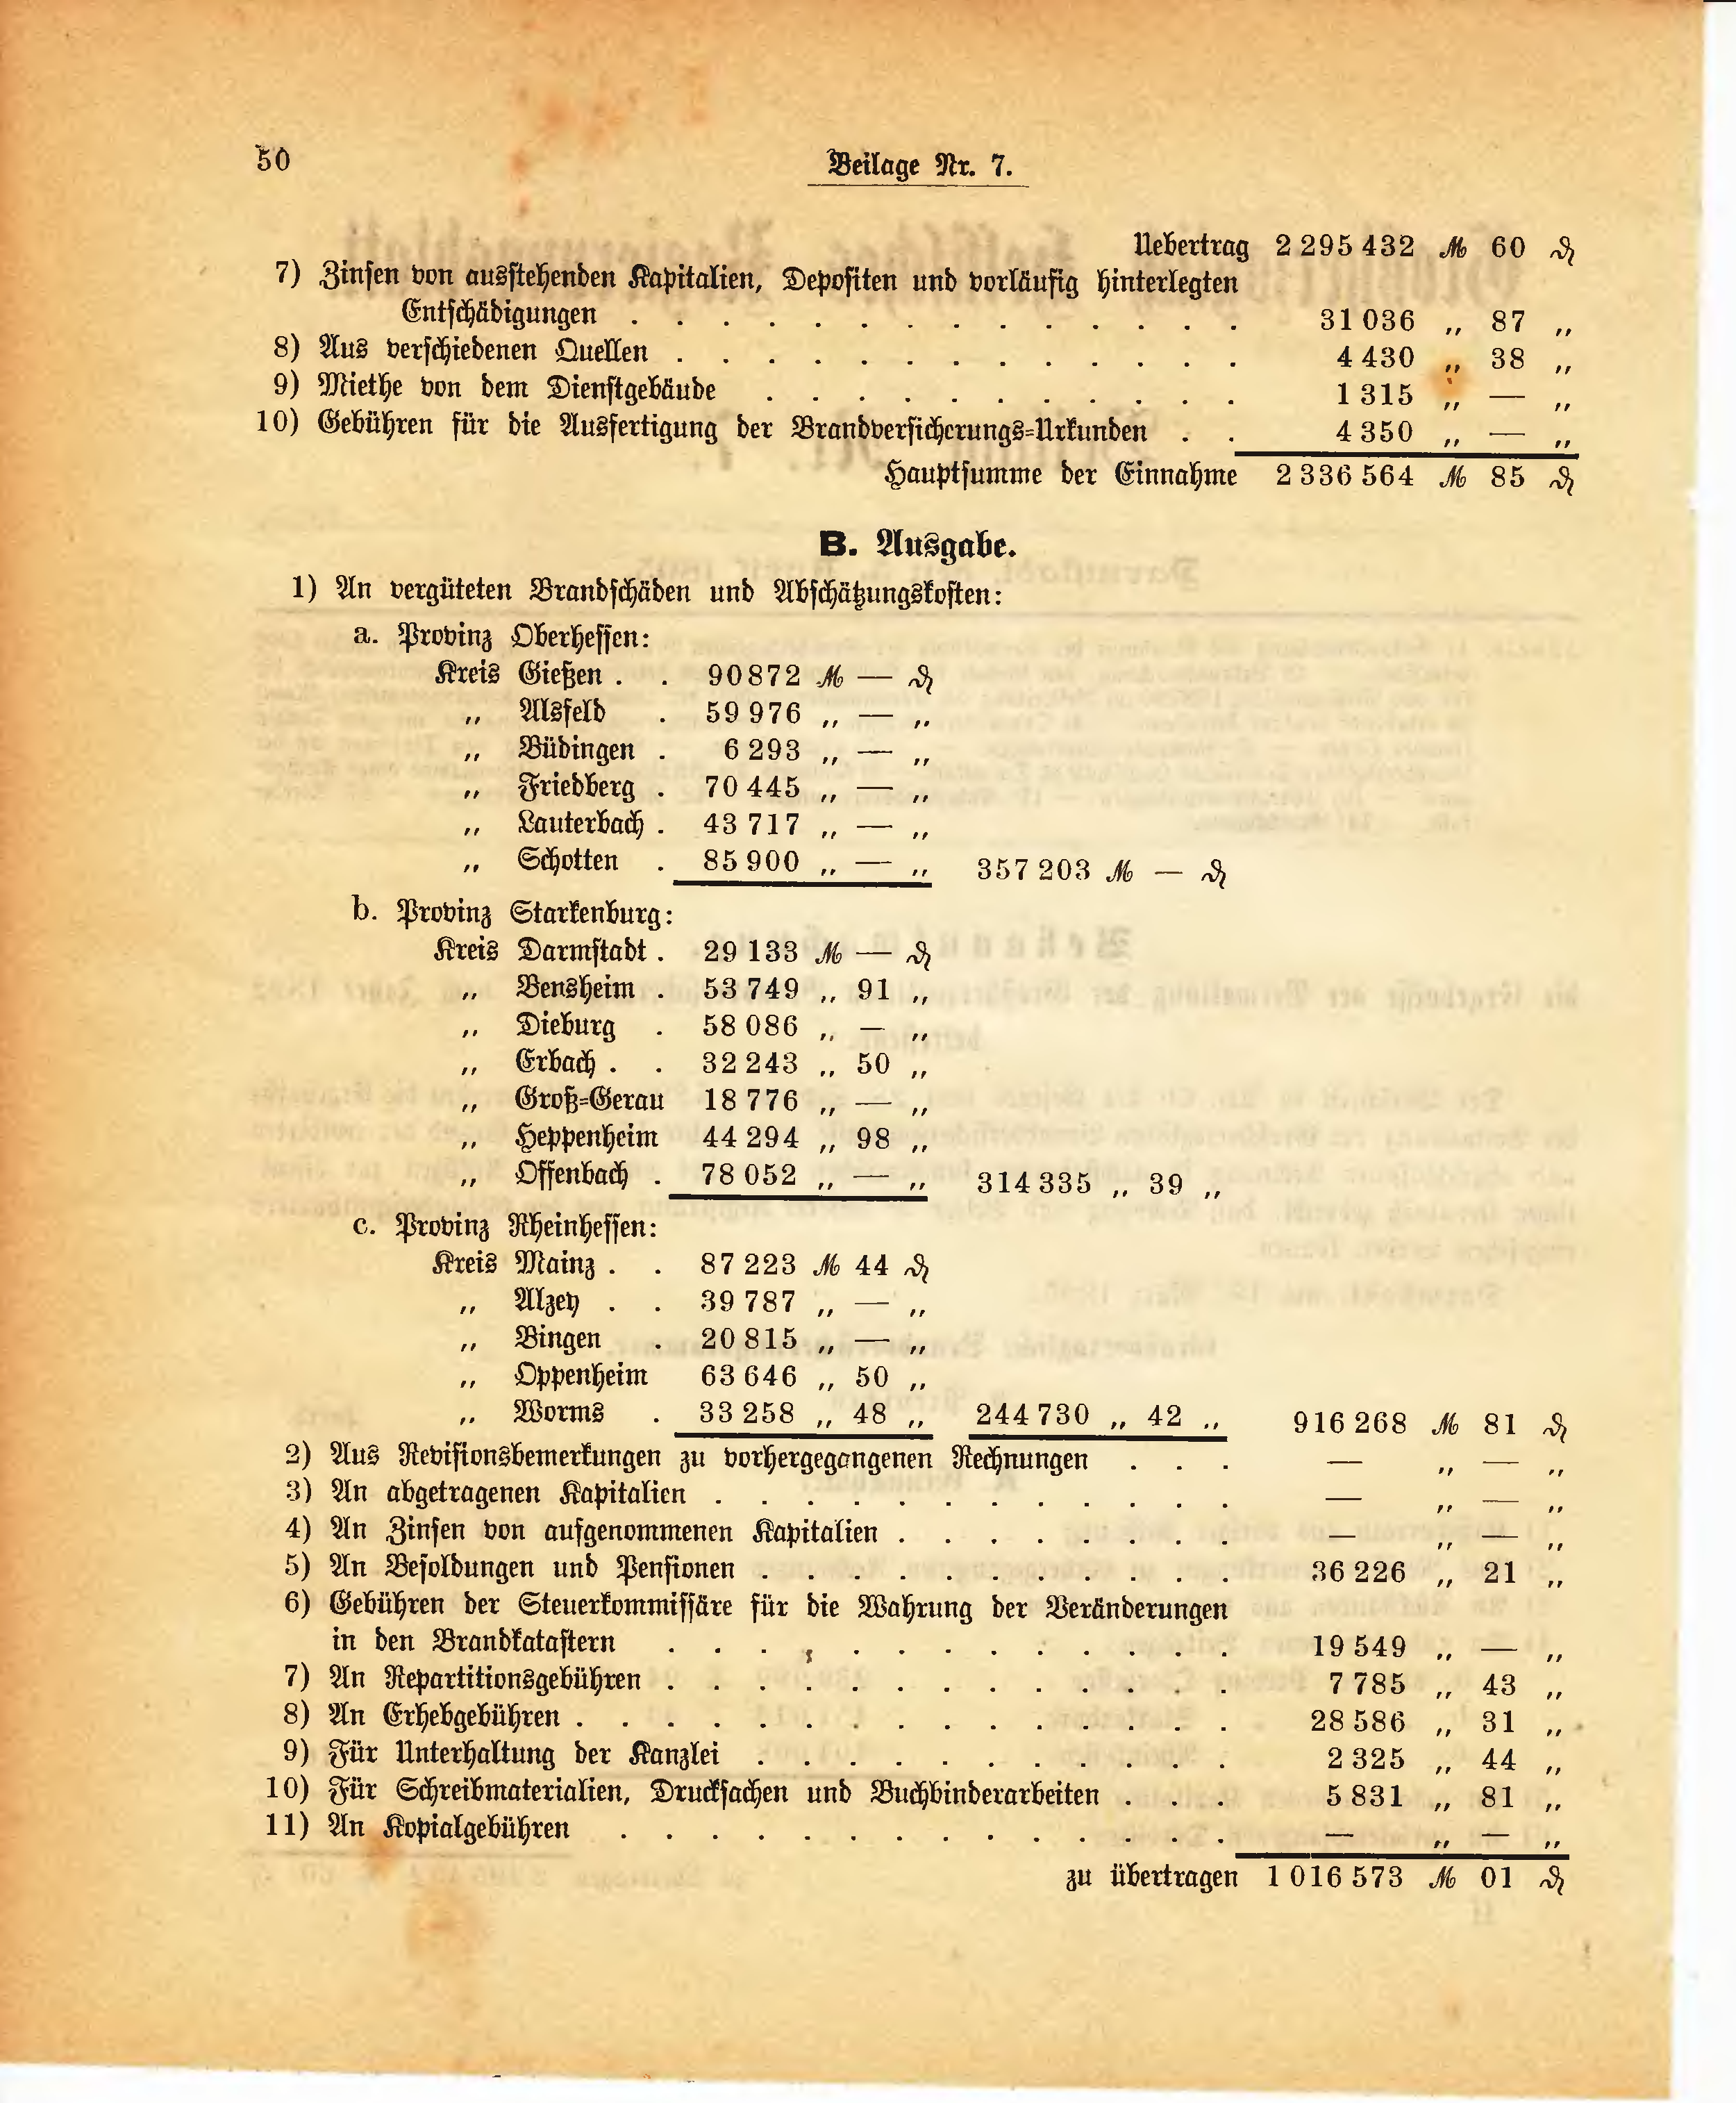 50
Beilage Nr. 7.
Uebertrag 2 295 432 ℳ 60 ₰
7) Zinsen von ausstehenden Kapitalien, Depositen und vorläufig hinterlegten
Entschädigungen . . . . . . . . . . . . . . 31 036 „ 87 „
8) Aus verschiedenen Quellen . . . . . . . . . . . . . 4 430 „ 38 „
9) Miethe von dem Dienstgebäude . . . . . . . . . . . 1 315 „ — „
10) Gebühren für die Ausfertigung der Brandversicherungs=Urkunden . . 4 350 „ — „
Hauptsumme der Einnahme 2 336 564 ℳ 85 ₰
B. Ausgabe.
1) An vergüteten Brandschäden und Abschätzungskosten:
a. Provinz Oberhessen:
Kreis Gießen . . 90872 ℳ — ₰
„ Alsfeld . 59 976 „ — „
„ Büdingen . 6 293 „ — „
„ Friedberg . 70 445 „ — „
„ Lauterbach . 43 717 „ — „
„ Schotten . 85 900 „ — „ 357 203 ℳ — ₰
b. Provinz Starkenburg:
Kreis Darmstadt . 29 133 ℳ — ₰
„ Bensheim . 53 749 „ 91 „
„ Dieburg . 58 086 „ — „
„ Erbach . . 32 243 „ 50 „
„ Groß=Gerau 18 776 „ — „
„ Heppenheim 44 294 „ 98 „
„ Offenbach . 78 052 „ — „ 314 335 „ 39 „
c. Provinz Rheinhessen:
Kreis Mainz . . 87 223 ℳ 44 ₰
„ Alzey . . 39 787 „ — „
„ Bingen . 20 815 „ — „
„ Oppenheim 63 646 „ 50 „
„ Worms . 33 258 „ 48 „ 244 730 „ 42 „ 916 268 ℳ 81 ₰
2) Aus Revisionsbemerkungen zu vorhergegangenen Rechnungen . . . — „ — „
3) An abgetragenen Kapitalien . . . . . . . . . . . . — „ — „
4) An Zinsen von aufgenommenen Kapitalien . . . . . . . . — „ — „
5) An Besoldungen und Pensionen . . . . . . . . . . . 36 226 „ 21 „
6) Gebühren der Steuerkommissäre für die Wahrung der Veränderungen
in den Brandkatastern . . . . . . . . . . . . . 19 549 „ — „
7) An Repartitionsgebühren . . . . . . . . . . . . . 7 785 „ 43 „
8) An Erhebgebühren . . . . . . . . . . . . . . . 28 586 „ 31 „
9) Für Unterhaltung der Kanzlei . . . . . . . . . . . 2 325 „ 44 „
10) Für Schreibmaterialien, Drucksachen und Buchbinderarbeiten . . . 5 831 „ 81 „
11) An Kopialgebühren . . . . . . . . . . . . . . — „ — „
zu übertragen 1 016 573 ℳ 01 ₰